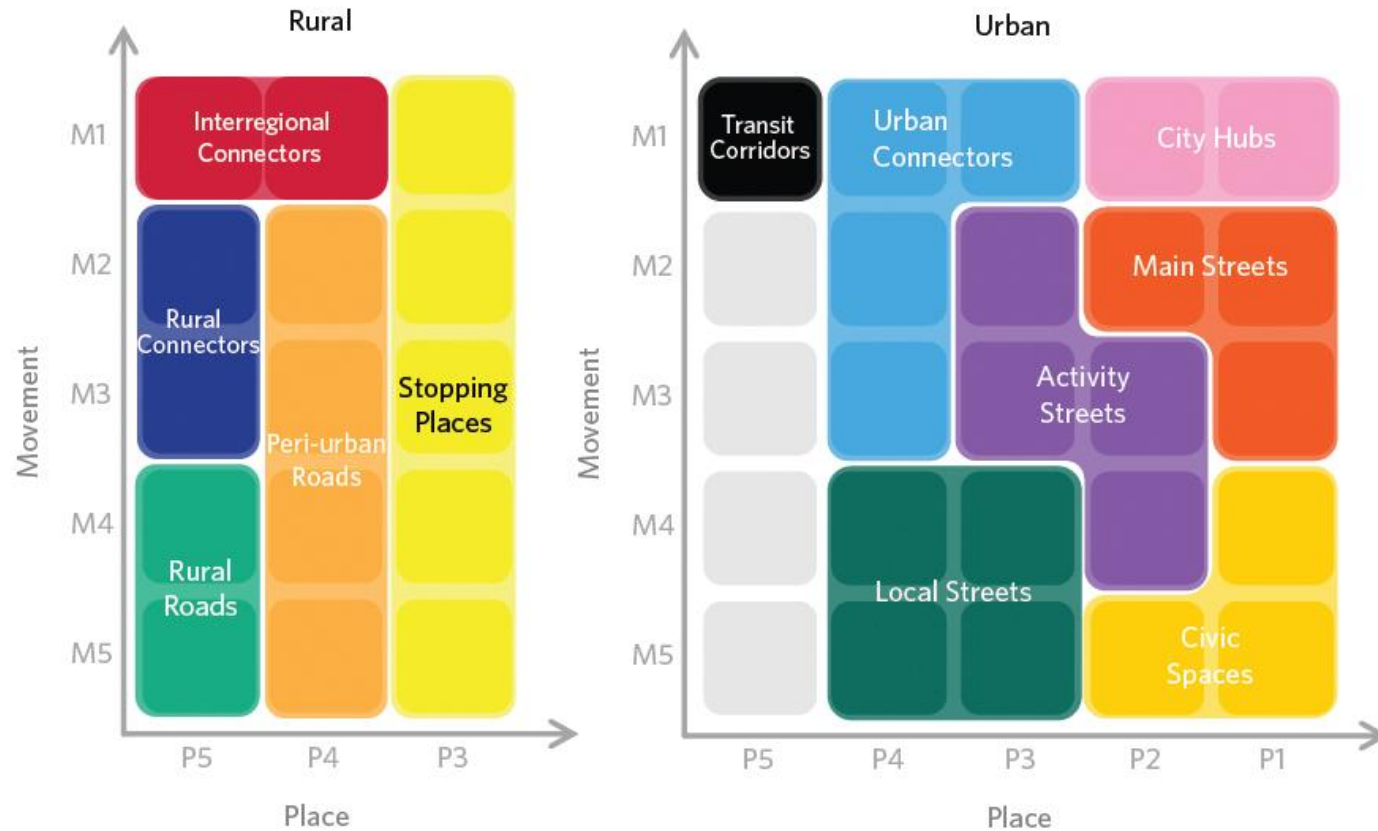 Rural
Interregional
Connectors
Rural
Connectors
Peri-urban
Roads
Stopping
Places
Rural
Roads
M1
M2
M3
M4
M5
Movement
P5
P4
P3
Place
Urban
Transit
Corridors
Urban
Connectors
City Hubs
Main Streets
Activity
Streets
Local Streets
Civic
Spaces
M1
M2
M3
M4
M5
Movement
P5
P4
P3
P2
P1
Place